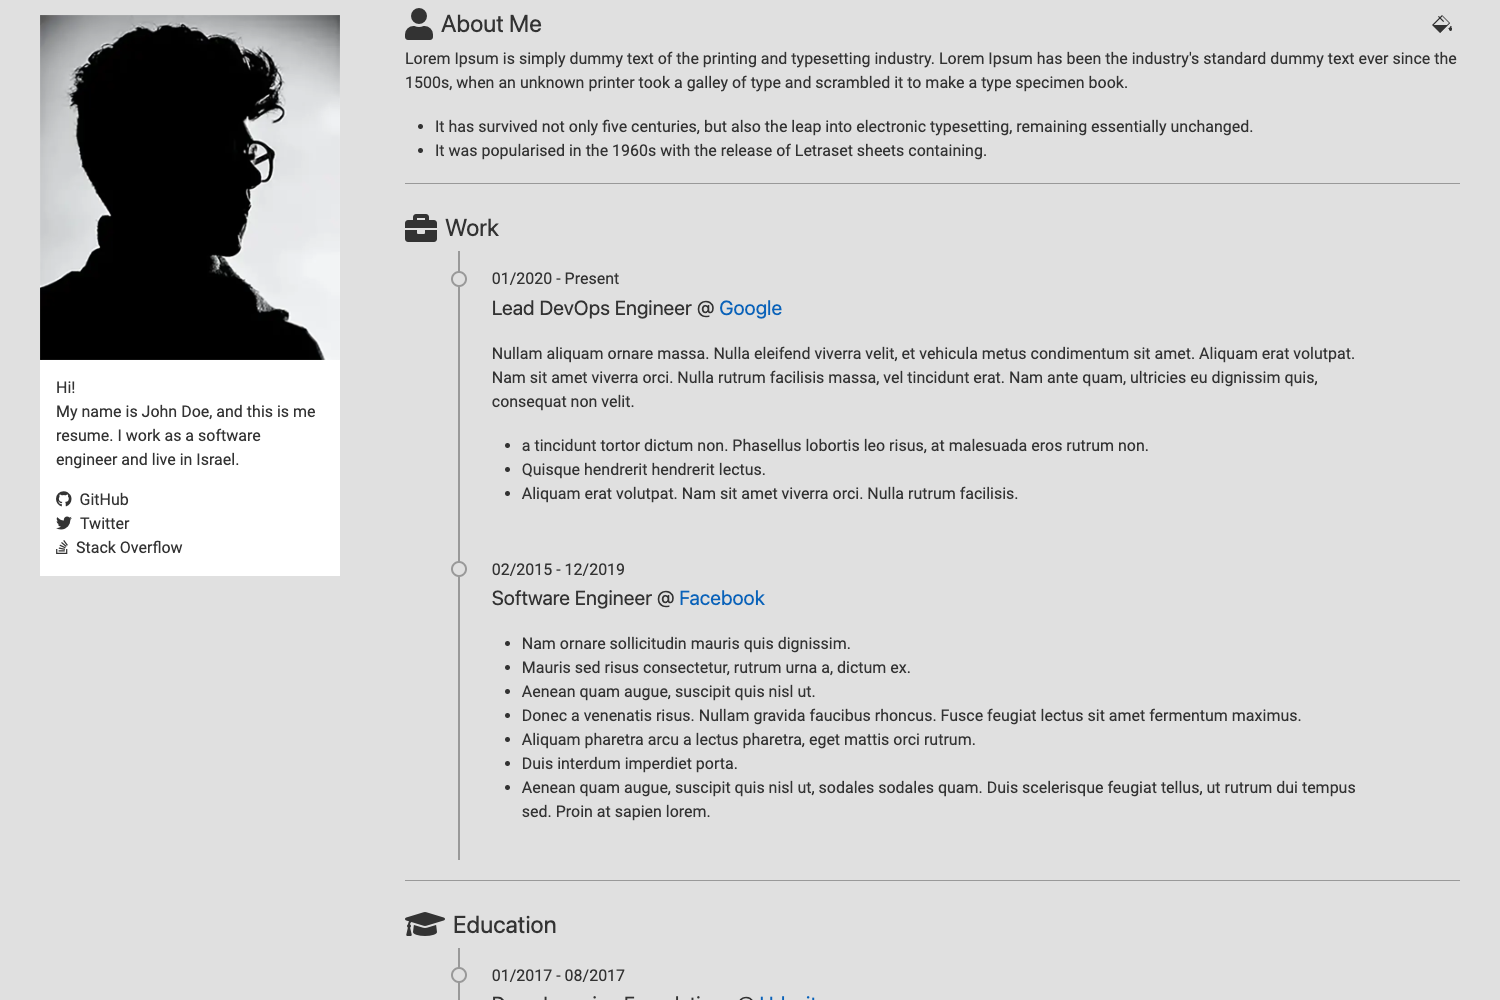 Hi!
My name is John Doe, and this is me
resume. I work as a software
engineer and live in Israel.
GitHub
Twitter
Stack Overflow
About Me
Lorem Ipsum is simply dummy text of the printing and typesetting industry. Lorem Ipsum has been the industry's standard dummy text ever since the
1500s, when an unknown printer took a galley of type and scrambled it to make a type specimen book.
• It has survived not only five centuries, but also the leap into electronic typesetting, remaining essentially unchanged.
• It was popularised in the 1960s with the release of Letraset sheets containing.
Work
01/2020 - Present
Lead DevOps Engineer @ Google
Nullam aliquam ornare massa. Nulla eleifend viverra velit, et vehicula metus condimentum sit amet. Aliquam erat volutpat.
Nam sit amet viverra orci. Nulla rutrum facilisis massa, vel tincidunt erat. Nam ante quam, ultricies eu dignissim quis,
consequat non velit.
• a tincidunt tortor dictum non. Phasellus lobortis leo risus, at malesuada eros rutrum non.
• Quisque hendrerit hendrerit lectus.
• Aliquam erat volutpat. Nam sit amet viverra orci. Nulla rutrum facilisis.
02/2015 - 12/2019
Software Engineer @ Facebook
• Nam ornare sollicitudin mauris quis dignissim.
• Mauris sed risus consectetur, rutrum urna a, dictum ex.
• Aenean quam augue, suscipit quis nisl ut.
• Donec a venenatis risus. Nullam gravida faucibus rhoncus. Fusce feugiat lectus sit amet fermentum maximus.
• Aliquam pharetra arcu a lectus pharetra, eget mattis orci rutrum.
• Duis interdum imperdiet porta.
• Aenean quam augue, suscipit quis nisl ut, sodales sodales quam. Duis scelerisque feugiat tellus, ut rutrum dui tempus
sed. Proin at sapien lorem.
Education
01/2017 - 08/2017